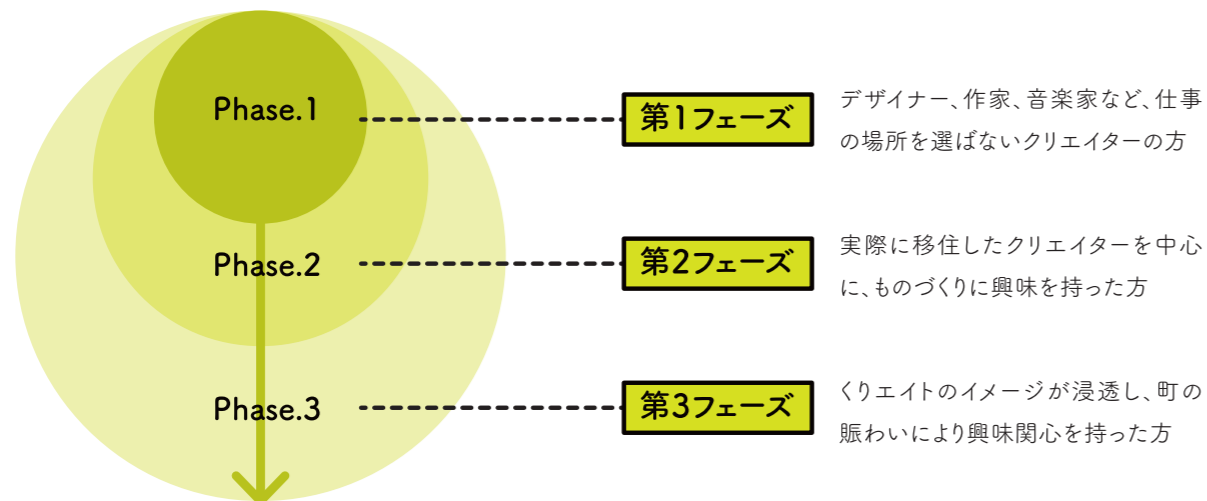 Phase.1
第1フェーズ
デザイナー、作家、音楽家など、仕事
の場所を選ばないクリエイターの方
Phase.2
第2フェーズ
実際に移住したクリエイターを中心
に、ものづくりに興味を持った方
Phase.3
第3フェーズ
くりエイトのイメージが浸透し、町の
賑わいにより興味関心を持った方